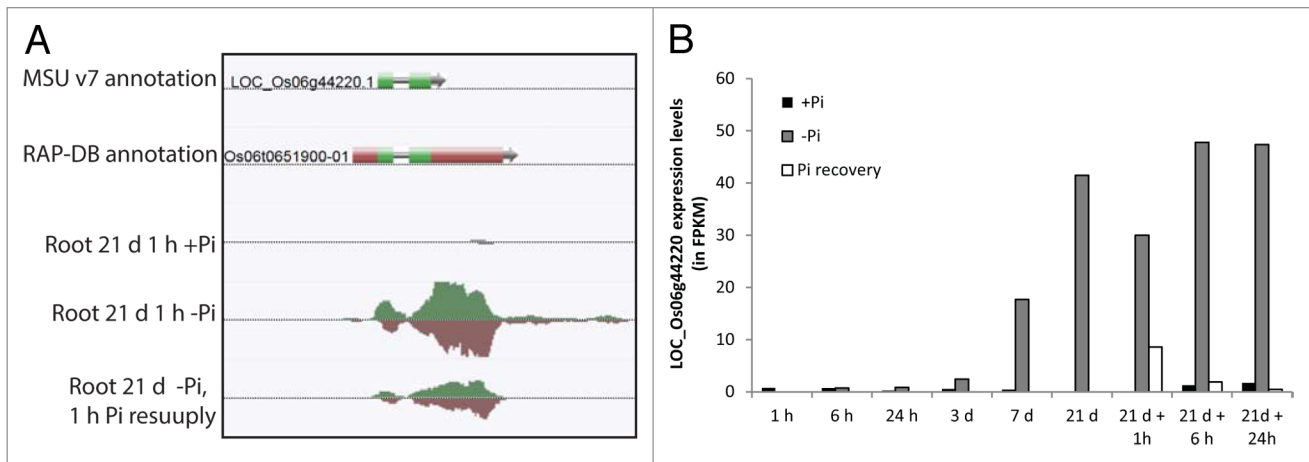 A
MSU v7 annotation
LOC_Os06g44220.1
RAP-DB annotation
Os06t0651900-01
Root 21 d 1 h +Pi
Root 21 d 1 h -Pi
Root 21 d -Pi,
1 h Pi resuuply
B
LOC_Os06g44220 expression levels
(in FPKM)
60
50
40
30
20
10
0
+Pi
-Pi
Pi recovery
1 h
6 h
24 h
3 d
7 d
21 d
21 d +
1h
21 d +
6 h
21d +
24h